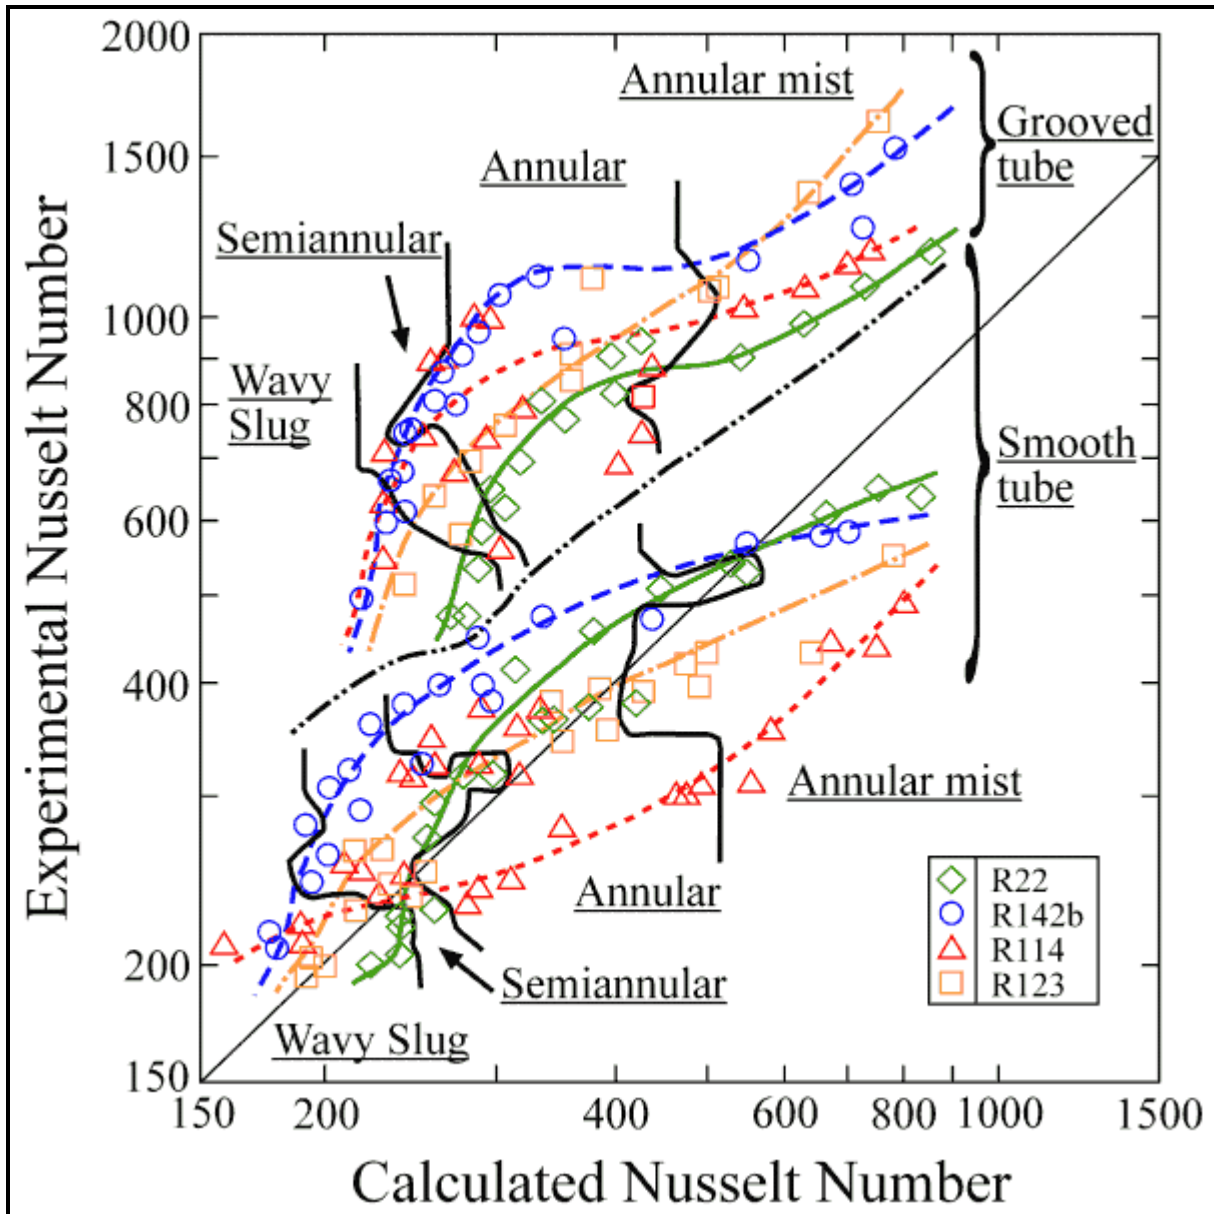 2000
1500
1000
800
600
400
200
150
Experimental Nusselt Number
150
200
400
600
800
1000
1500
Calculated Nusselt Number
Annular mist
Annular
Semiannular
Wavy
Slug
Grooved
tube
Smooth
tube
Annular mist
Annular
Semiannular
Wavy Slug
R22
R142b
R114
R123